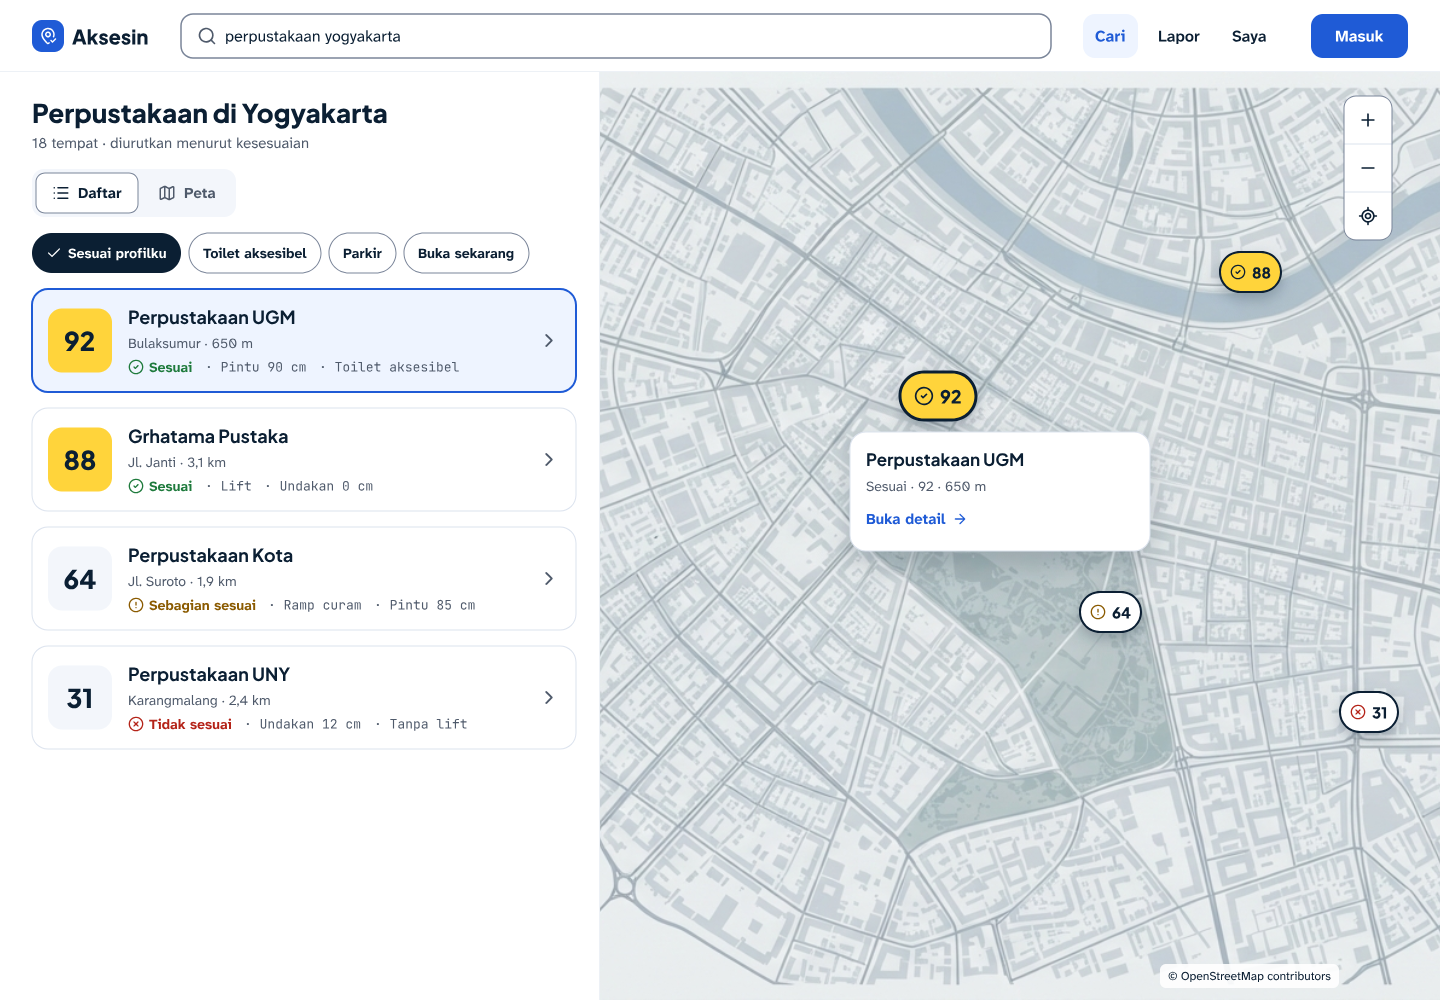 Aksesin
perpustakaan yogyakarta
Cari
Lapor
Saya
Masuk
Perpustakaan di Yogyakarta
18 tempat · diurutkan menurut kesesuaian
Daftar
Peta
Sesuai profilku
Toilet aksesibel
Parkir
Buka sekarang
92
Perpustakaan UGM
Bulaksumur · 650 m
Sesuai · Pintu 90 cm · Toilet aksesibel
88
Grhatama Pustaka
Jl. Janti · 3,1 km
Sesuai · Lift · Undakan 0 cm
64
Perpustakaan Kota
Jl. Suroto · 1,9 km
Sebagian sesuai · Ramp curam · Pintu 85 cm
31
Perpustakaan UNY
Karangmalang · 2,4 km
Tidak sesuai · Undakan 12 cm · Tanpa lift
88
92
Perpustakaan UGM
Sesuai · 92 · 650 m
Buka detail
64
31
© OpenStreetMap contributors